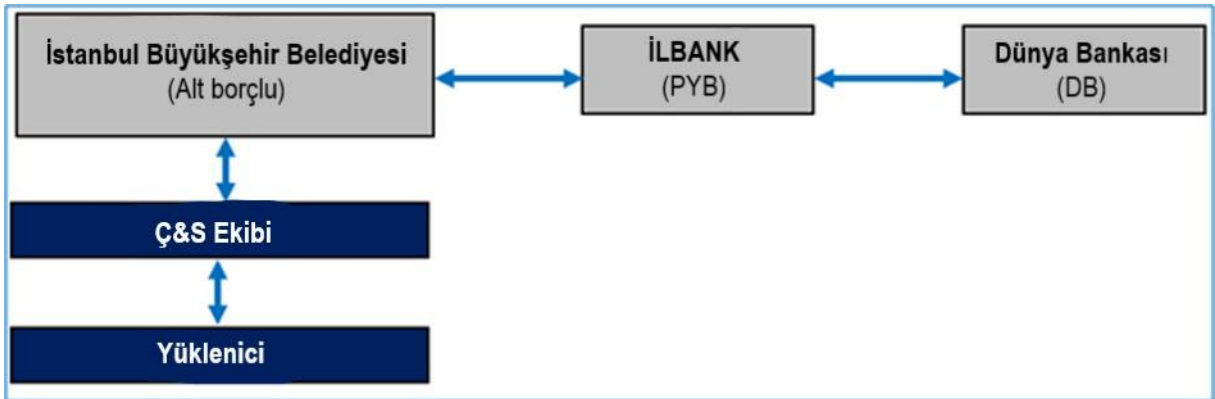 İstanbul Büyükşehir Belediyesi
(Alt borçlu)
İLBANK
(PYB)
Dünya Bankası
(DB)
Ç&S Ekibi
Yüklenici